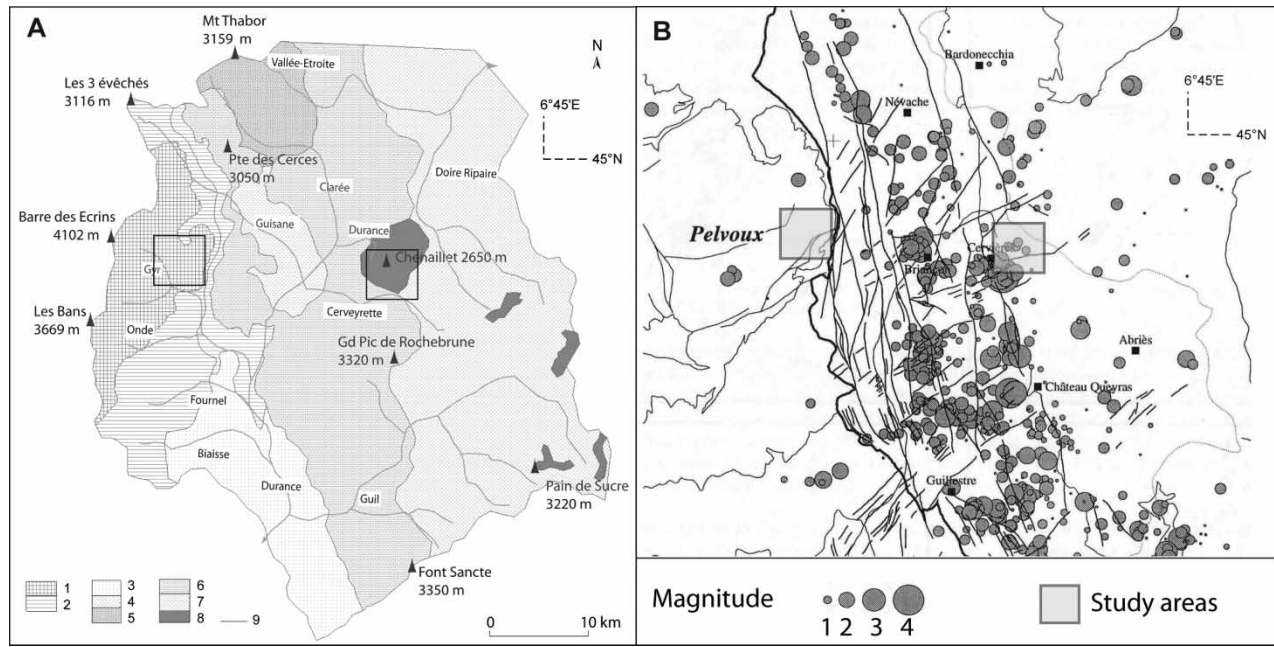 A
Mt Thabor
3159 m
Vallée-Etroite
N
Les 3 évêchés
3116 m
6°45'E
45°N
Pte des Cerces
3050 m
Clarée
Doire Ripaire
Guisane
Barre des Ecrins
4102 m
Durance
Gyr
Chenaillet 2650 m
Les Bans
3669 m
Onde
Cerveyrette
Gd Pic de Rochebrune
3320 m
Fournel
Biaisse
Durance
Guil
Pain de Sucre
3220 m
Font Sancte
3350 m
1
2
3
4
5
6
7
8
9
0
10 km
B
Bardonecchia
6°45'E
45°N
Névache
Pelvoux
Cervières
Briançon
Abriès
Château Queyras
Guillestre
Magnitude
1 2 3 4
Study areas